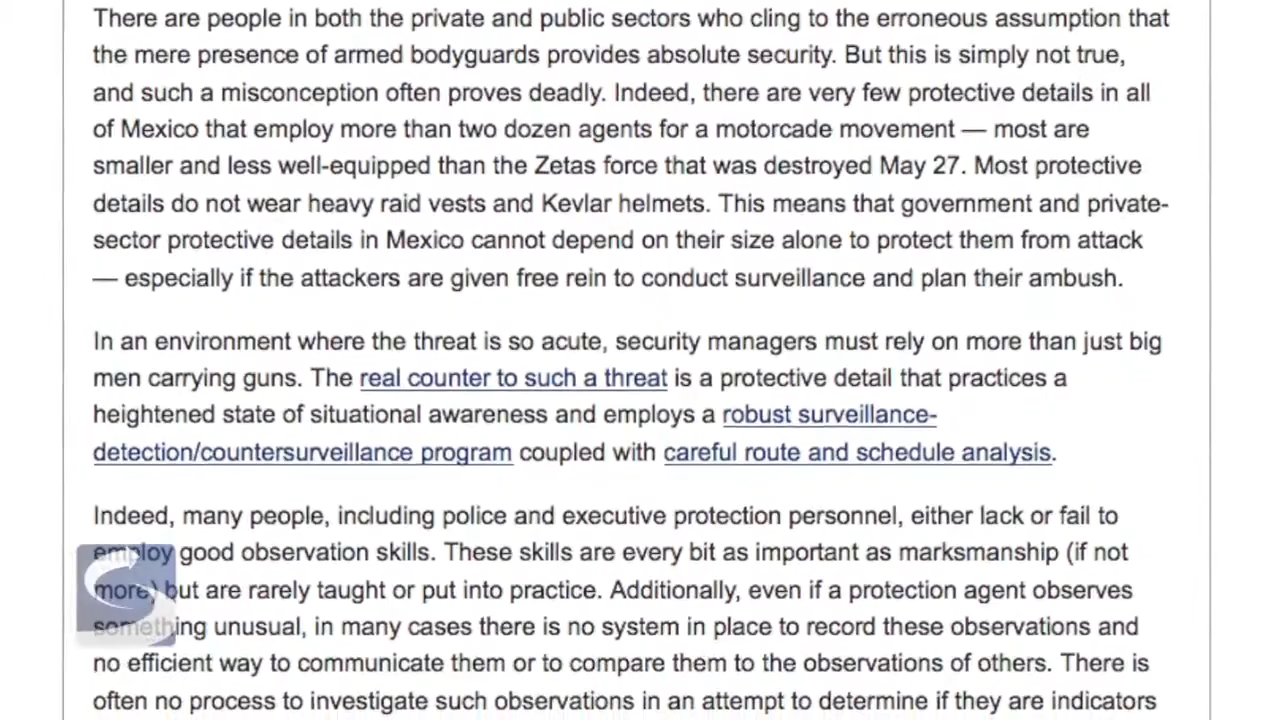 There are people in both the private and public sectors who cling to the erroneous assumption that
the mere presence of armed bodyguards provides absolute security. But this is simply not true,
and such a misconception often proves deadly. Indeed, there are very few protective details in all
of Mexico that employ more than two dozen agents for a motorcade movement — most are
smaller and less well-equipped than the Zetas force that was destroyed May 27. Most protective
details do not wear heavy raid vests and Kevlar helmets. This means that government and private-
sector protective details in Mexico cannot depend on their size alone to protect them from attack
— especially if the attackers are given free rein to conduct surveillance and plan their ambush.
In an environment where the threat is so acute, security managers must rely on more than just big
men carrying guns. The real counter to such a threat is a protective detail that practices a
heightened state of situational awareness and employs a robust surveillance-
detection/countersurveillance program coupled with careful route and schedule analysis.
Indeed, many people, including police and executive protection personnel, either lack or fail to
employ good observation skills. These skills are every bit as important as marksmanship (if not
more) but are rarely taught or put into practice. Additionally, even if a protection agent observes
something unusual, in many cases there is no system in place to record these observations and
no efficient way to communicate them or to compare them to the observations of others. There is
often no process to investigate such observations in an attempt to determine if they are indicators